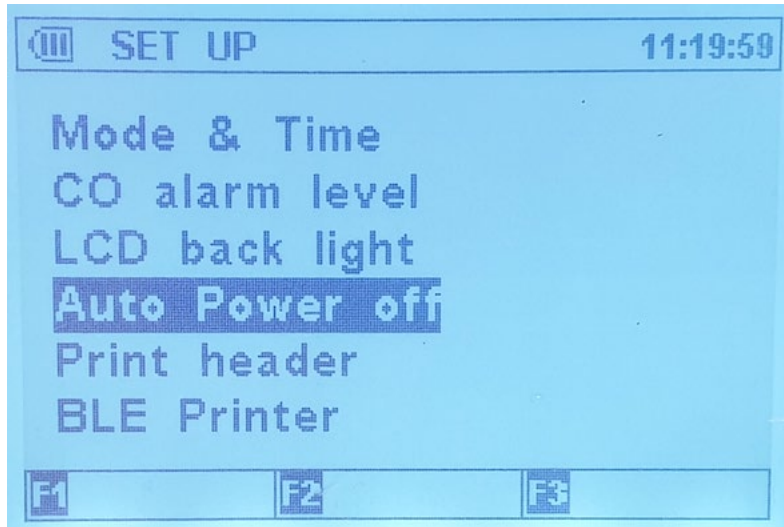 SET UP 11:19:59
Mode & Time
CO alarm level
LCD back light
Auto Power off
Print header
BLE Printer
F1 F2 F3